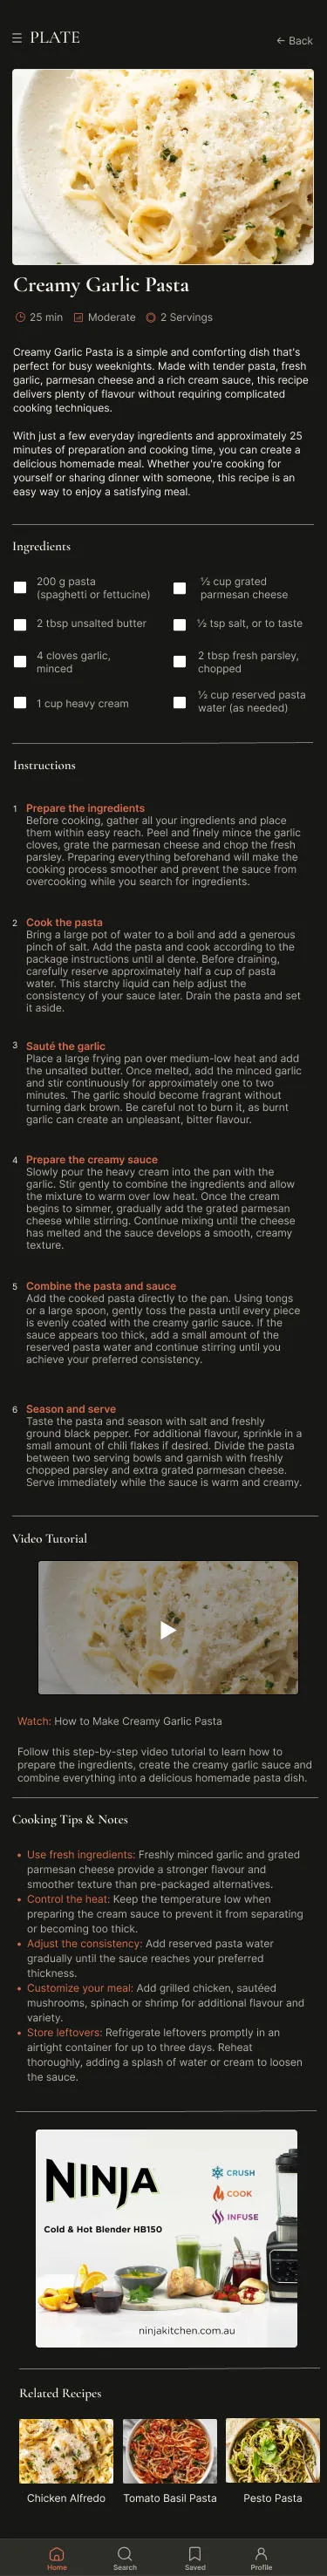 PLATE
← Back
Creamy Garlic Pasta
25 min Moderate 2 Servings
Creamy Garlic Pasta is a simple and comforting dish that's
perfect for busy weeknights. Made with tender pasta, fresh
garlic, parmesan cheese and a rich cream sauce, this recipe
delivers plenty of flavour without requiring complicated
cooking techniques.
With just a few everyday ingredients and approximately 25
minutes of preparation and cooking time, you can create a
delicious homemade meal. Whether you're cooking for
yourself or sharing dinner with someone, this recipe is an
easy way to enjoy a satisfying meal.
Ingredients
200 g pasta
(spaghetti or fettucine)
½ cup grated
parmesan cheese
2 tbsp unsalted butter
½ tsp salt, or to taste
4 cloves garlic,
minced
2 tbsp fresh parsley,
chopped
1 cup heavy cream
½ cup reserved pasta
water (as needed)
Instructions
1 Prepare the ingredients
Before cooking, gather all your ingredients and place
them within easy reach. Peel and finely mince the garlic
cloves, grate the parmesan cheese and chop the fresh
parsley. Preparing everything beforehand will make the
cooking process smoother and prevent the sauce from
overcooking while you search for ingredients.
2 Cook the pasta
Bring a large pot of water to a boil and add a generous
pinch of salt. Add the pasta and cook according to the
package instructions until al dente. Before draining,
carefully reserve approximately half a cup of pasta
water. This starchy liquid can help adjust the
consistency of your sauce later. Drain the pasta and set
it aside.
3 Sauté the garlic
Place a large frying pan over medium-low heat and add
the unsalted butter. Once melted, add the minced garlic
and stir continuously for approximately one to two
minutes. The garlic should become fragrant without
turning dark brown. Be careful not to burn it, as burnt
garlic can create an unpleasant, bitter flavour.
4 Prepare the creamy sauce
Slowly pour the heavy cream into the pan with the
garlic. Stir gently to combine the ingredients and allow
the mixture to warm over low heat. Once the cream
begins to simmer, gradually add the grated parmesan
cheese while stirring. Continue mixing until the cheese
has melted and the sauce develops a smooth, creamy
texture.
5 Combine the pasta and sauce
Add the cooked pasta directly to the pan. Using tongs
or a large spoon, gently toss the pasta until every piece
is evenly coated with the creamy garlic sauce. If the
sauce appears too thick, add a small amount of the
reserved pasta water and continue stirring until you
achieve your preferred consistency.
6 Season and serve
Taste the pasta and season with salt and freshly
ground black pepper. For additional flavour, sprinkle in a
small amount of chili flakes if desired. Divide the pasta
between two serving bowls and garnish with freshly
chopped parsley and extra grated parmesan cheese.
Serve immediately while the sauce is warm and creamy.
Video Tutorial
Watch: How to Make Creamy Garlic Pasta
Follow this step-by-step video tutorial to learn how to
prepare the ingredients, create the creamy garlic sauce and
combine everything into a delicious homemade pasta dish.
Cooking Tips & Notes
• Use fresh ingredients: Freshly minced garlic and grated
parmesan cheese provide a stronger flavour and
smoother texture than pre-packaged alternatives.
• Control the heat: Keep the temperature low when
preparing the cream sauce to prevent it from separating
or becoming too thick.
• Adjust the consistency: Add reserved pasta water
gradually until the sauce reaches your preferred
thickness.
• Customize your meal: Add grilled chicken, sautéed
mushrooms, spinach or shrimp for additional flavour and
variety.
• Store leftovers: Refrigerate leftovers promptly in an
airtight container for up to three days. Reheat
thoroughly, adding a splash of water or cream to loosen
the sauce.
NINJA
Cold & Hot Blender HB150
CRUSH
COOK
INFUSE
ninjakitchen.com.au
Related Recipes
Chicken Alfredo
Tomato Basil Pasta
Pesto Pasta
Home
Search
Saved
Profile